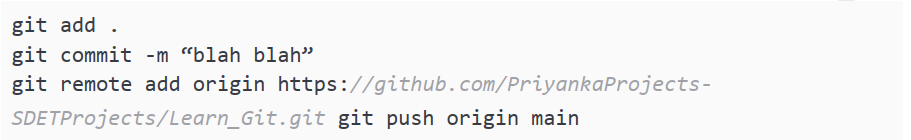 git add .
git commit -m “blah blah”
git remote add origin https://github.com/PriyankaProjects-
SDETProjects/Learn_Git.git git push origin main